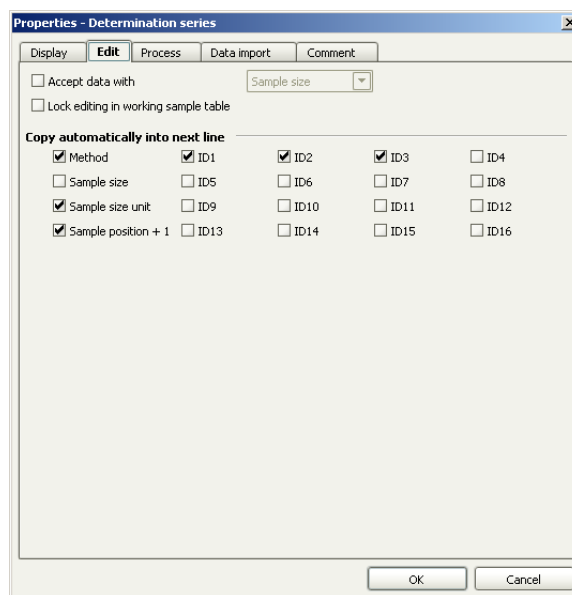 Properties - Determination series
Display Edit Process Data import Comment
Accept data with Sample size
Lock editing in working sample table
Copy automatically into next line
Method ID1 ID2 ID3 ID4
Sample size ID5 ID6 ID7 ID8
Sample size unit ID9 ID10 ID11 ID12
Sample position + 1 ID13 ID14 ID15 ID16
OK Cancel